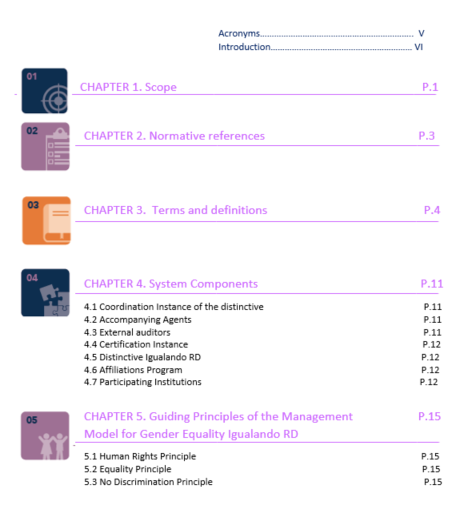 Acronyms.................................................................. V
Introduction............................................................. VI
01
CHAPTER 1. Scope P.1
02
CHAPTER 2. Normative references P.3
03
CHAPTER 3. Terms and definitions P.4
04
CHAPTER 4. System Components P.11
4.1 Coordination Instance of the distinctive P.11
4.2 Accompanying Agents P.11
4.3 External auditors P.11
4.4 Certification Instance P.12
4.5 Distinctive Igualando RD P.12
4.6 Affiliations Program P.12
4.7 Participating Institutions P.12
05
CHAPTER 5. Guiding Principles of the Management P.15
Model for Gender Equality Igualando RD
5.1 Human Rights Principle P.15
5.2 Equality Principle P.15
5.3 No Discrimination Principle P.15